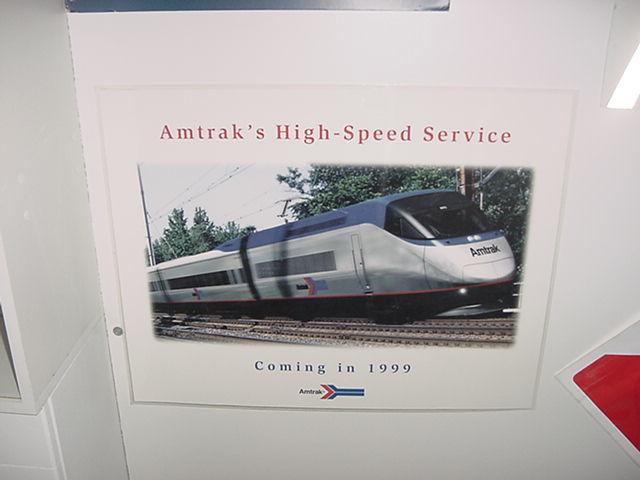 Amtrak's High-Speed Service
Amtrak
Coming in 1999
Amtrak